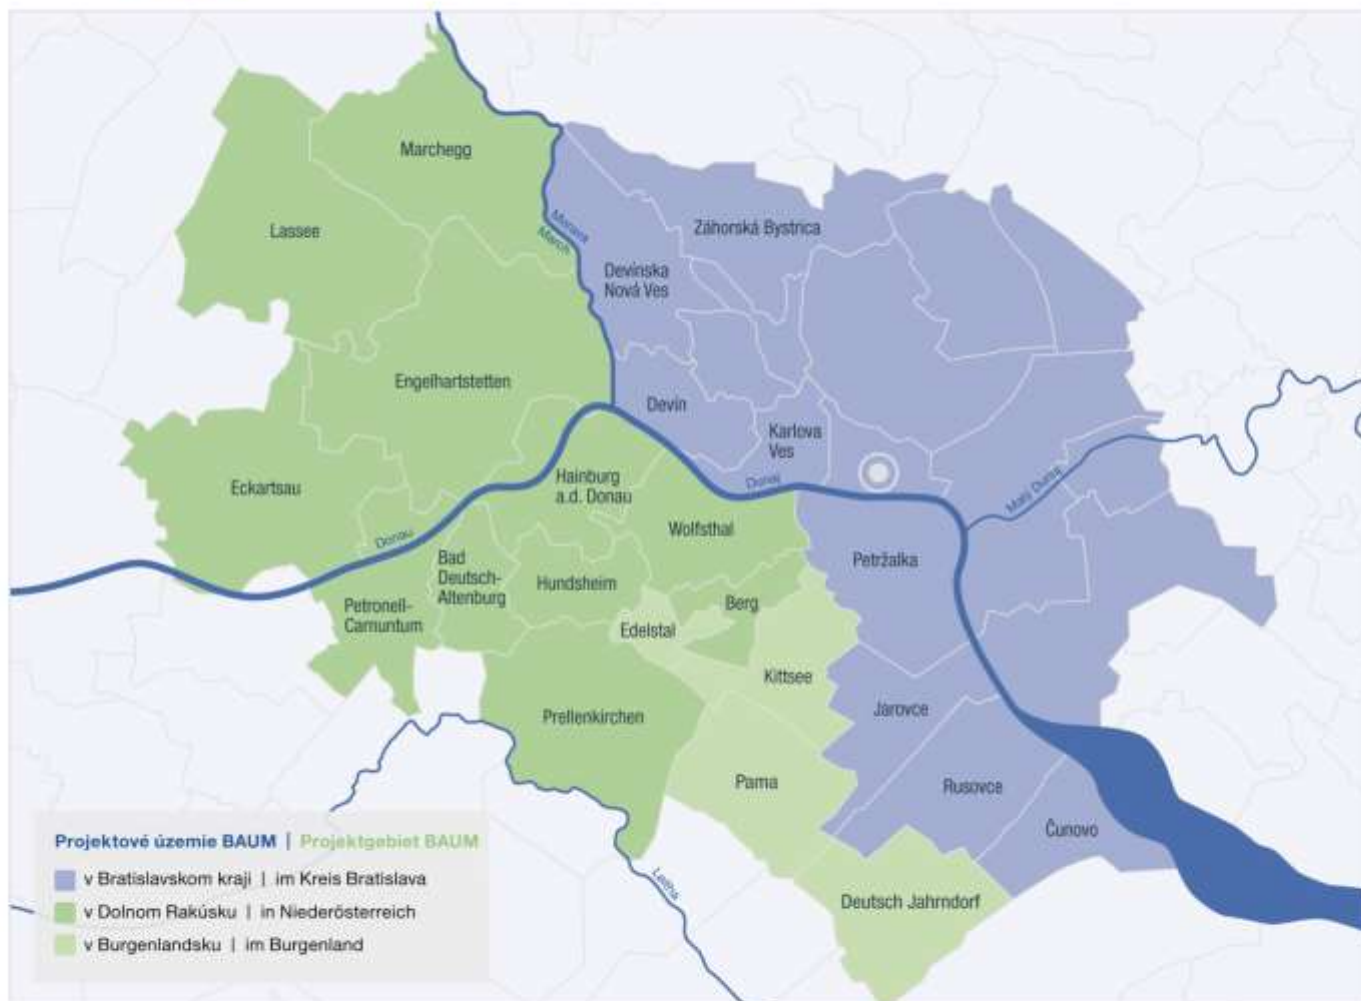 Marchegg
Morava
March
Lassee
Záhorská Bystrica
Devinska
Nová Ves
Engelhartstetten
Devin
Karlova
Ves
Hainburg
a.d. Donau
Eckartsau
Donau
Dunaj
Malý Dunaj
Wolfsthal
Petržalka
Bad
Deutsch-
Altenburg
Hundsheim
Petronell-
Carnuntum
Berg
Edelstal
Kittsee
Jarovce
Prellenkirchen
Pama
Rusovce
Čunovo
Leitha
Deutsch Jahrndorf
Projektové územie BAUM | Projektgebiet BAUM
v Bratislavskom kraji | im Kreis Bratislava
v Dolnom Rakúsku | in Niederösterreich
v Burgenlandsku | im Burgenland